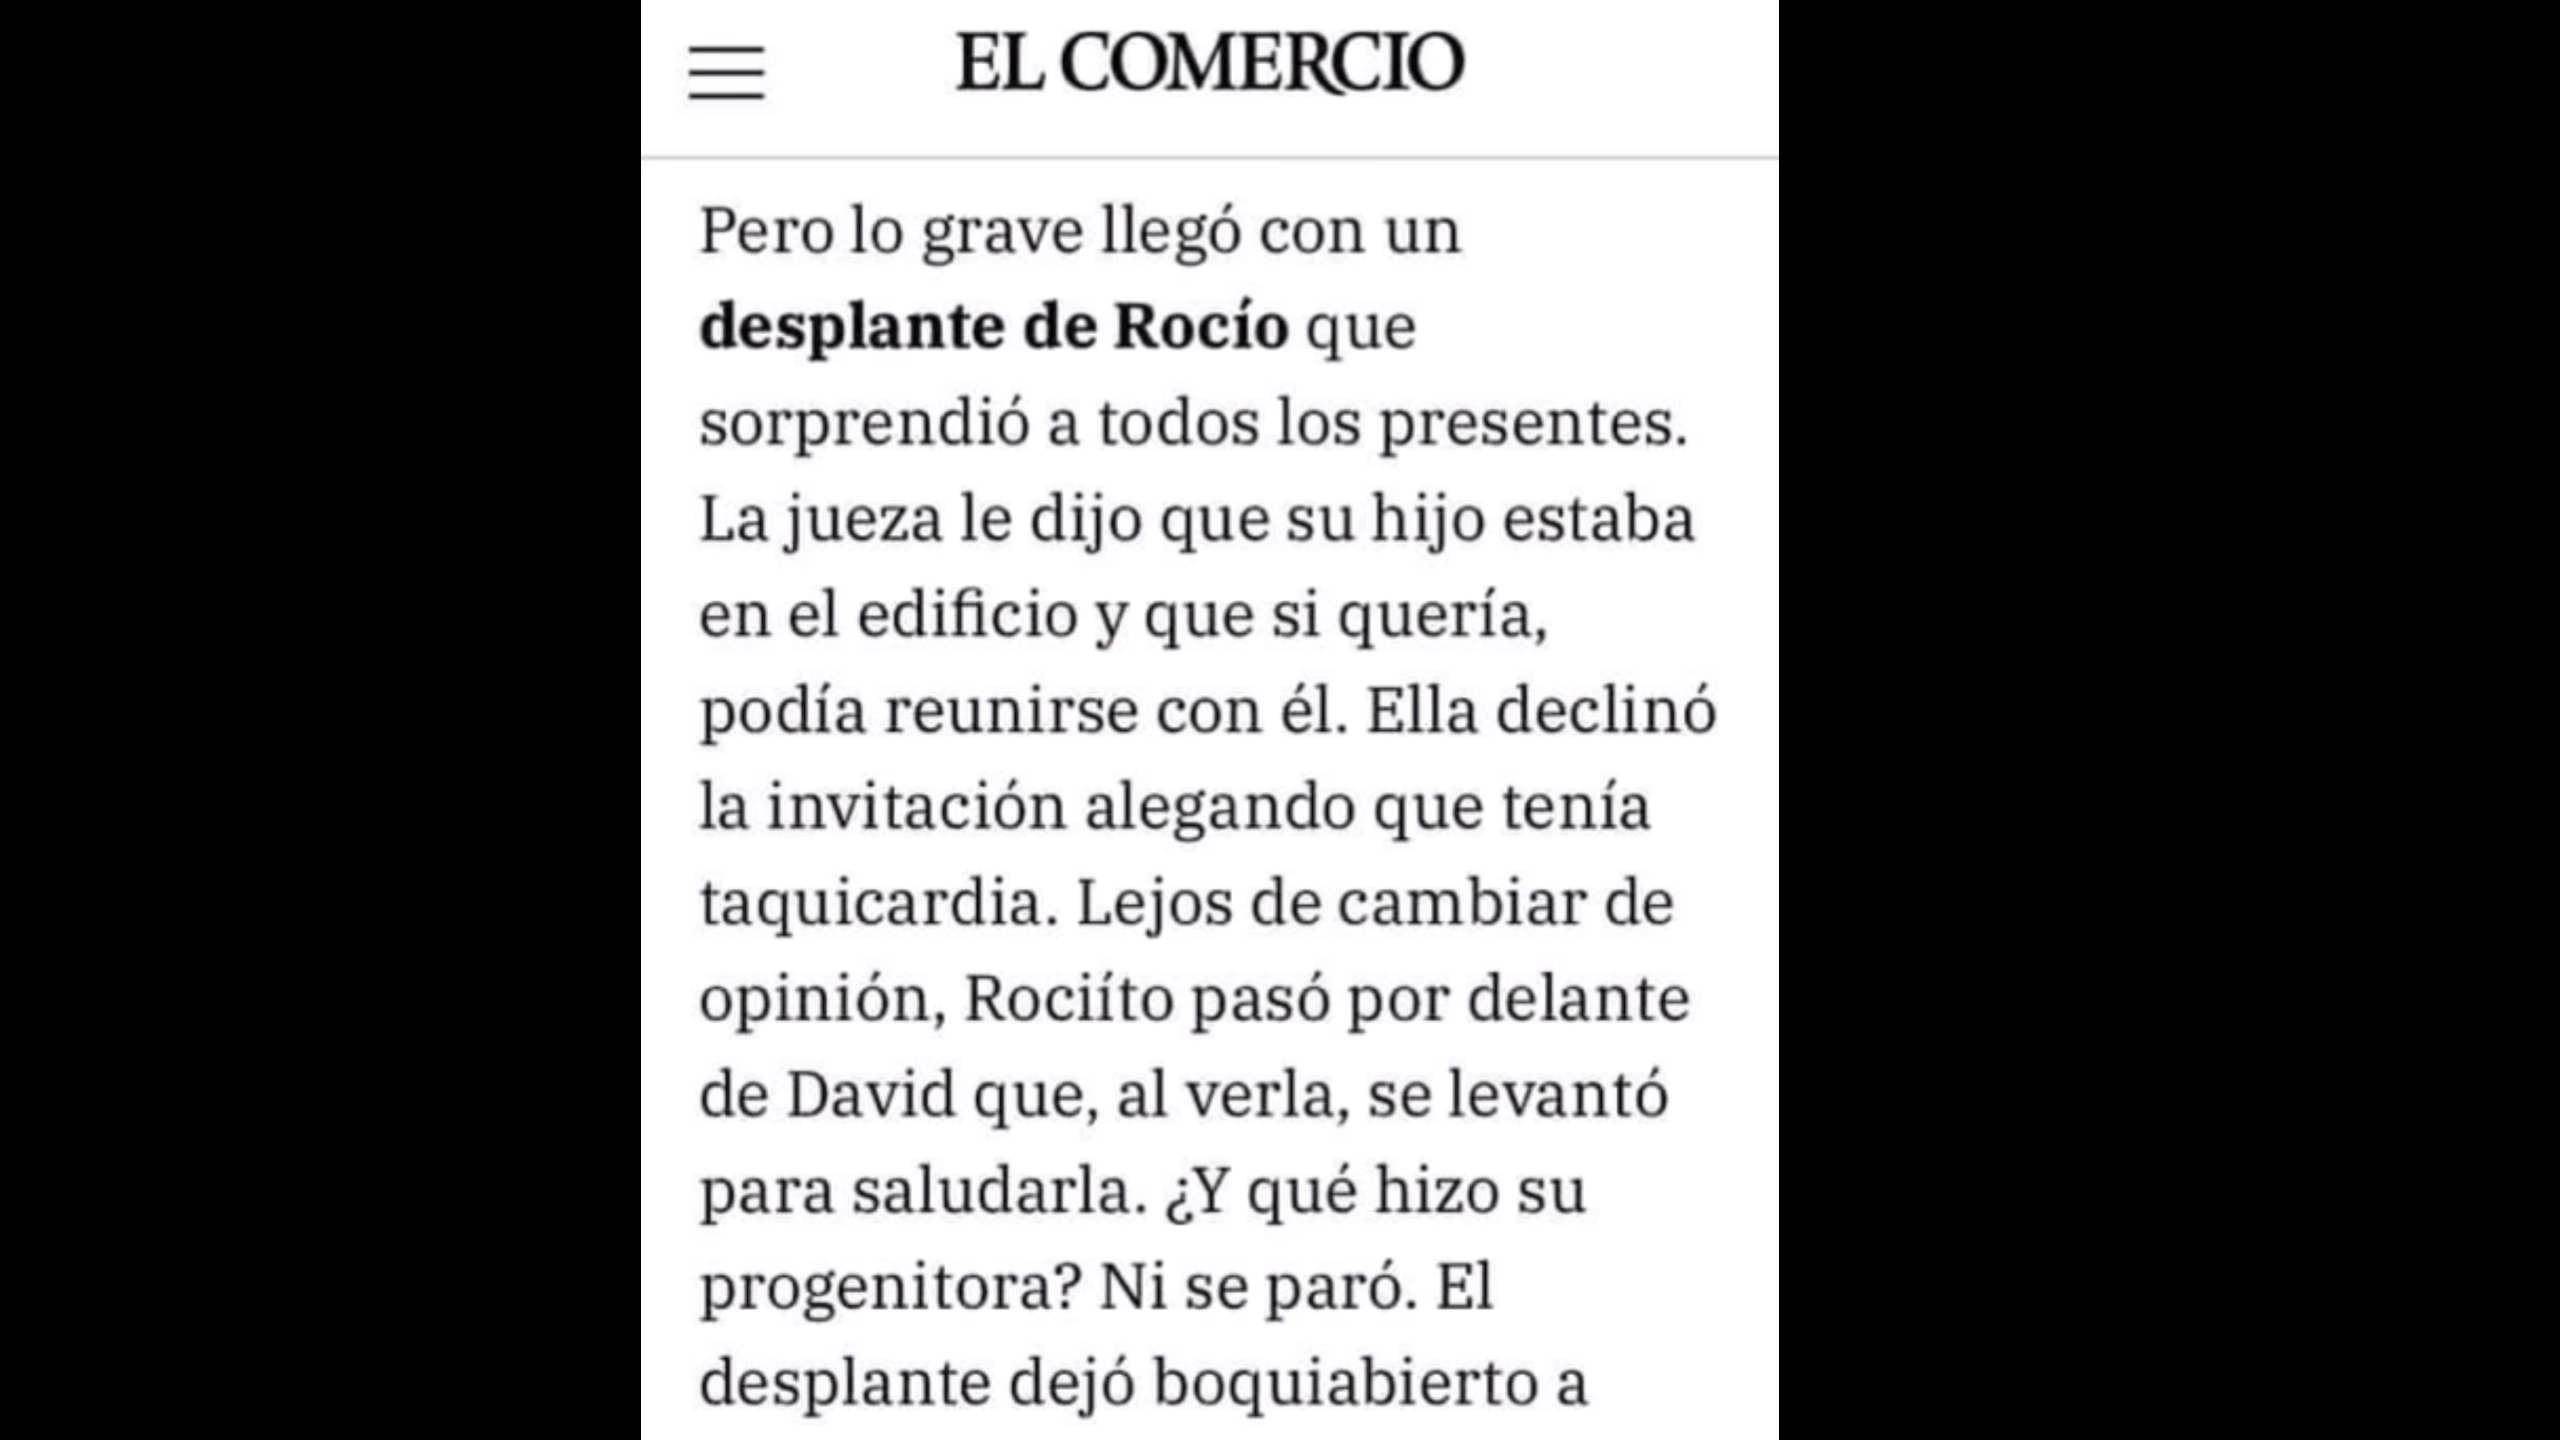 EL COMERCIO
Pero lo grave llegó con un
desplante de Rocío que
sorprendió a todos los presentes.
La jueza le dijo que su hijo estaba
en el edificio y que si quería,
podía reunirse con él. Ella declinó
la invitación alegando que tenía
taquicardia. Lejos de cambiar de
opinión, Rociíto pasó por delante
de David que, al verla, se levantó
para saludarla. ¿Y qué hizo su
progenitora? Ni se paró. El
desplante dejó boquiabierto a